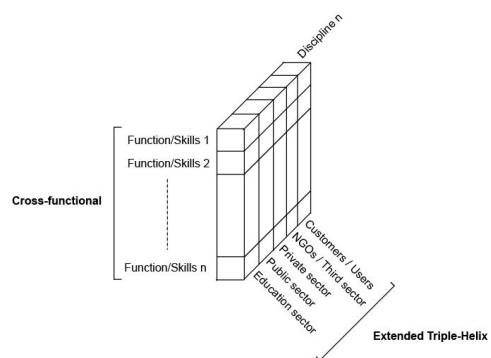 Discipline n
Function/Skills 1
Function/Skills 2
Cross-functional
Function/Skills n
Customers / Users
NGOs / Third sector
Private sector
Public sector
Education sector
Extended Triple-Helix